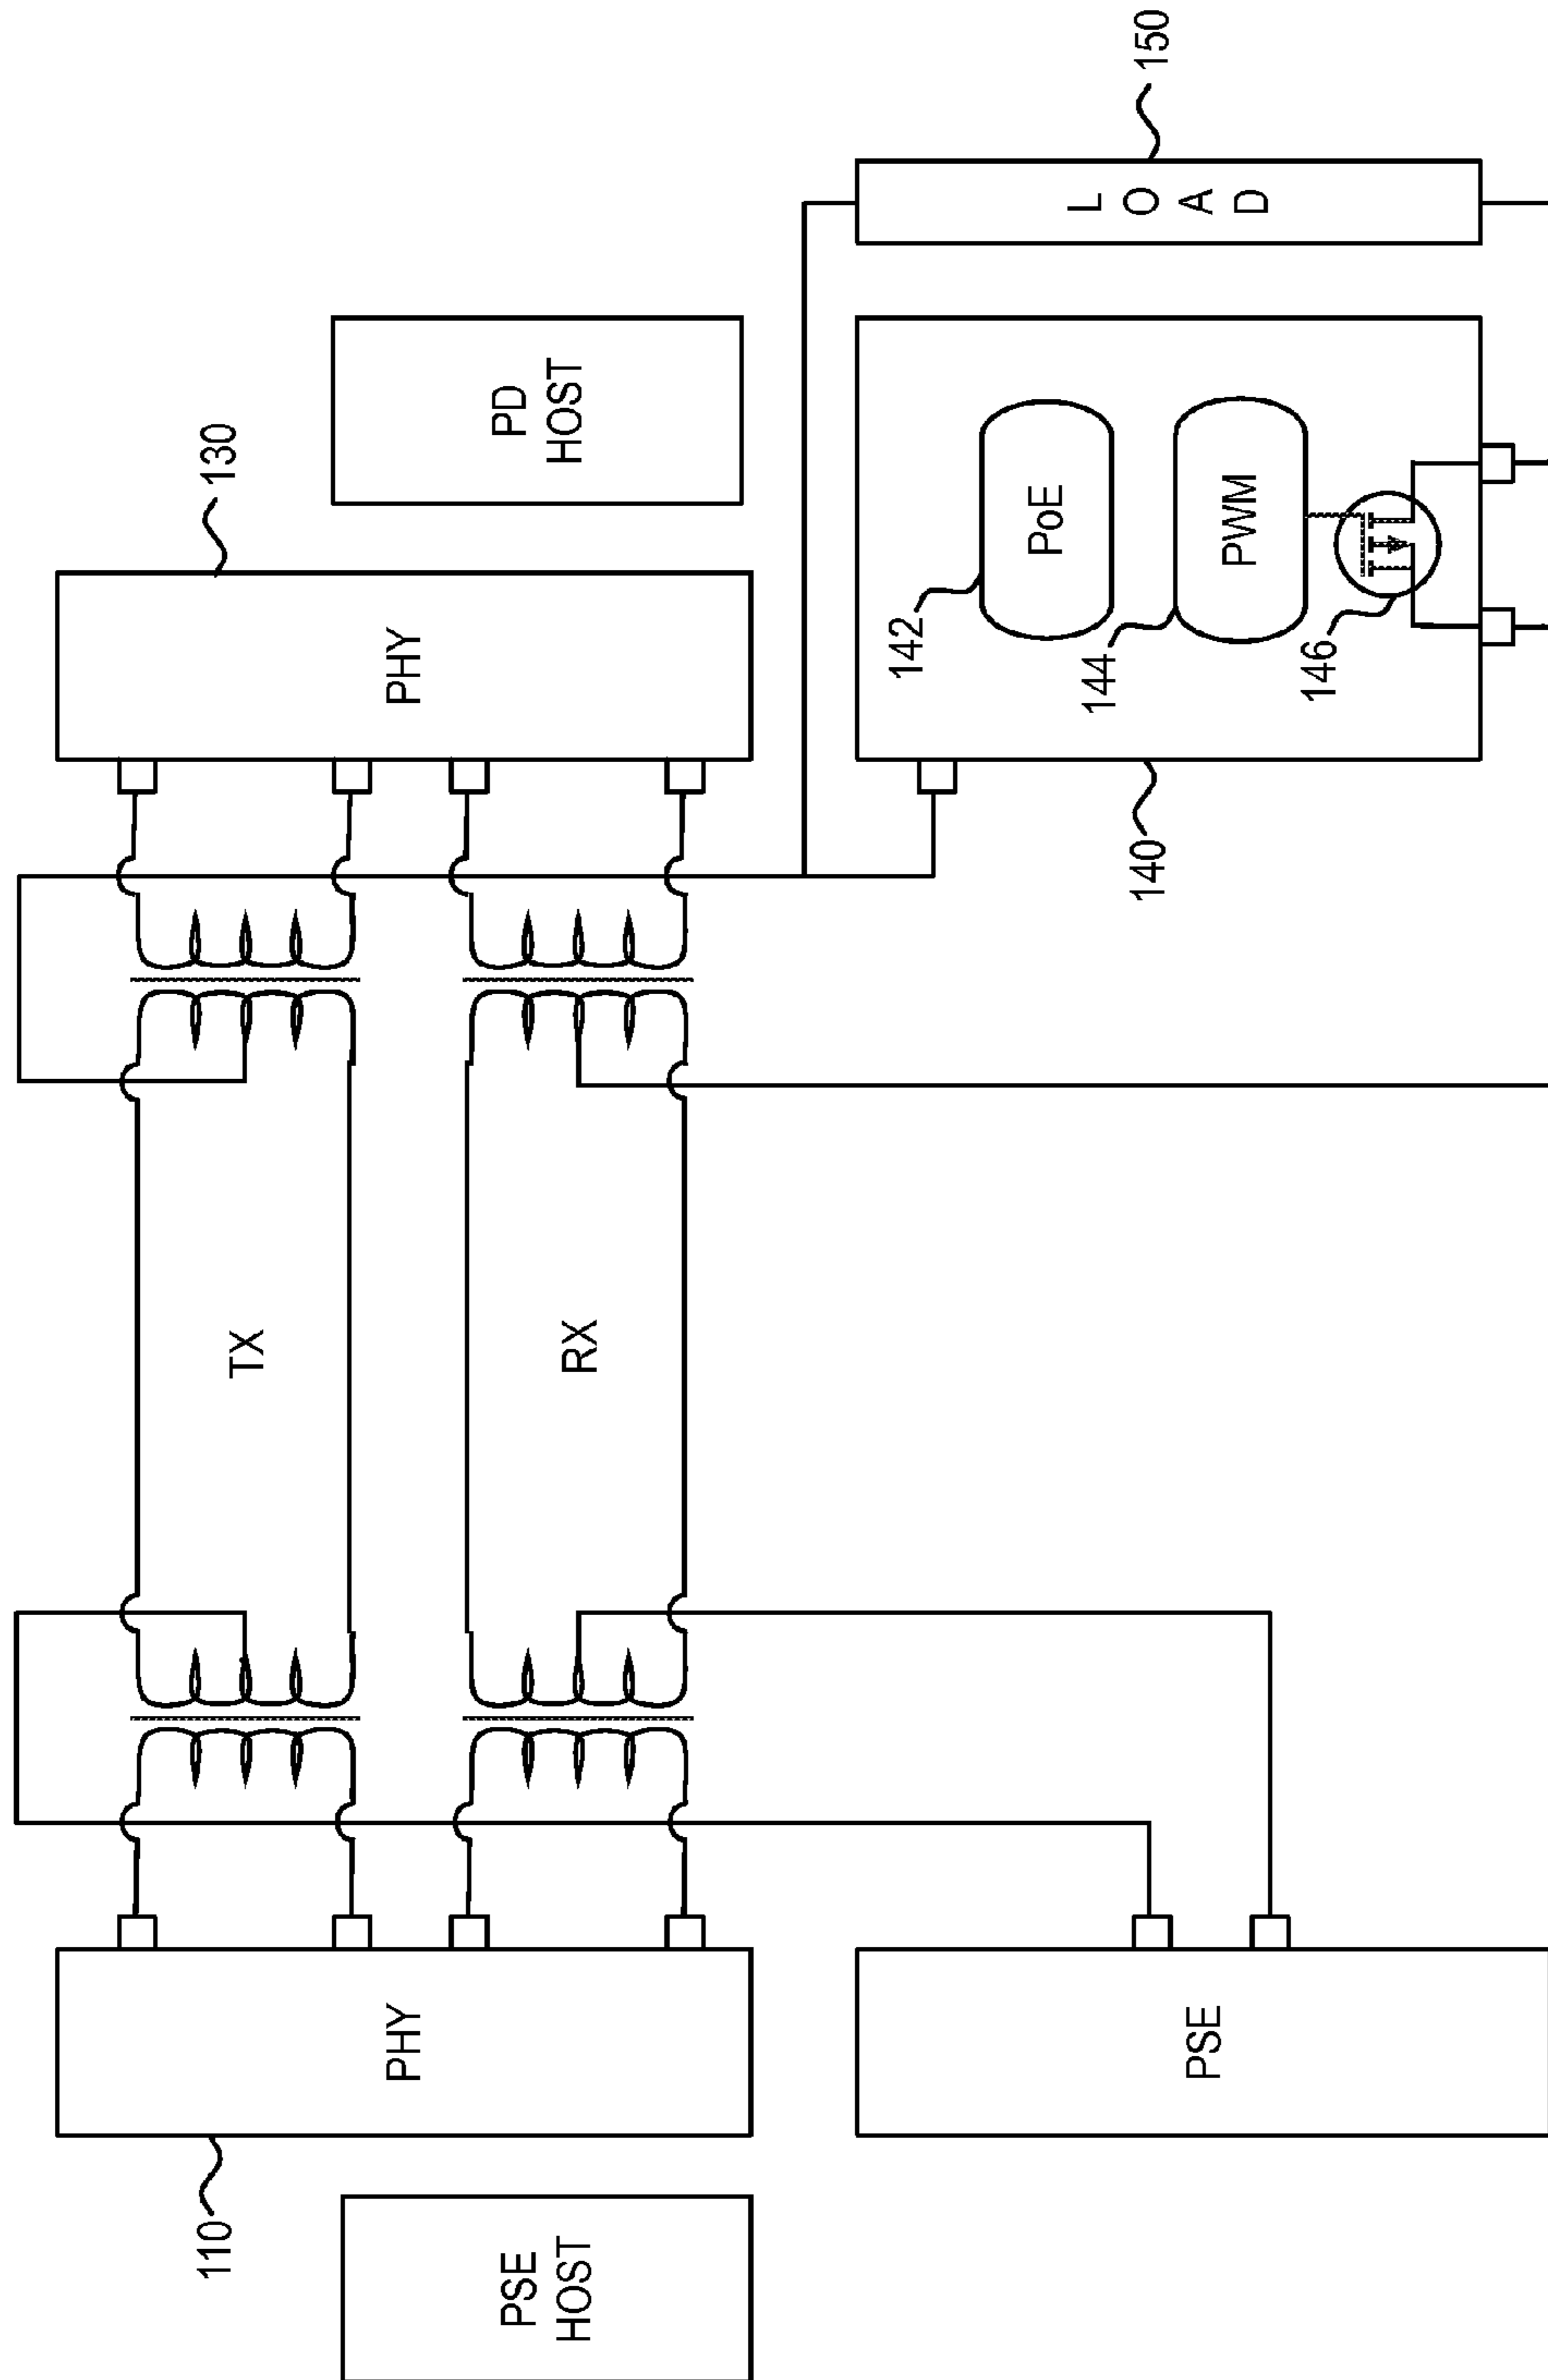 110
PHY
TX
RX
PHY
130
PSE
HOST
PD
HOST
PSE
140
142
PoE
144
PWM
146
L
O
A
D
150